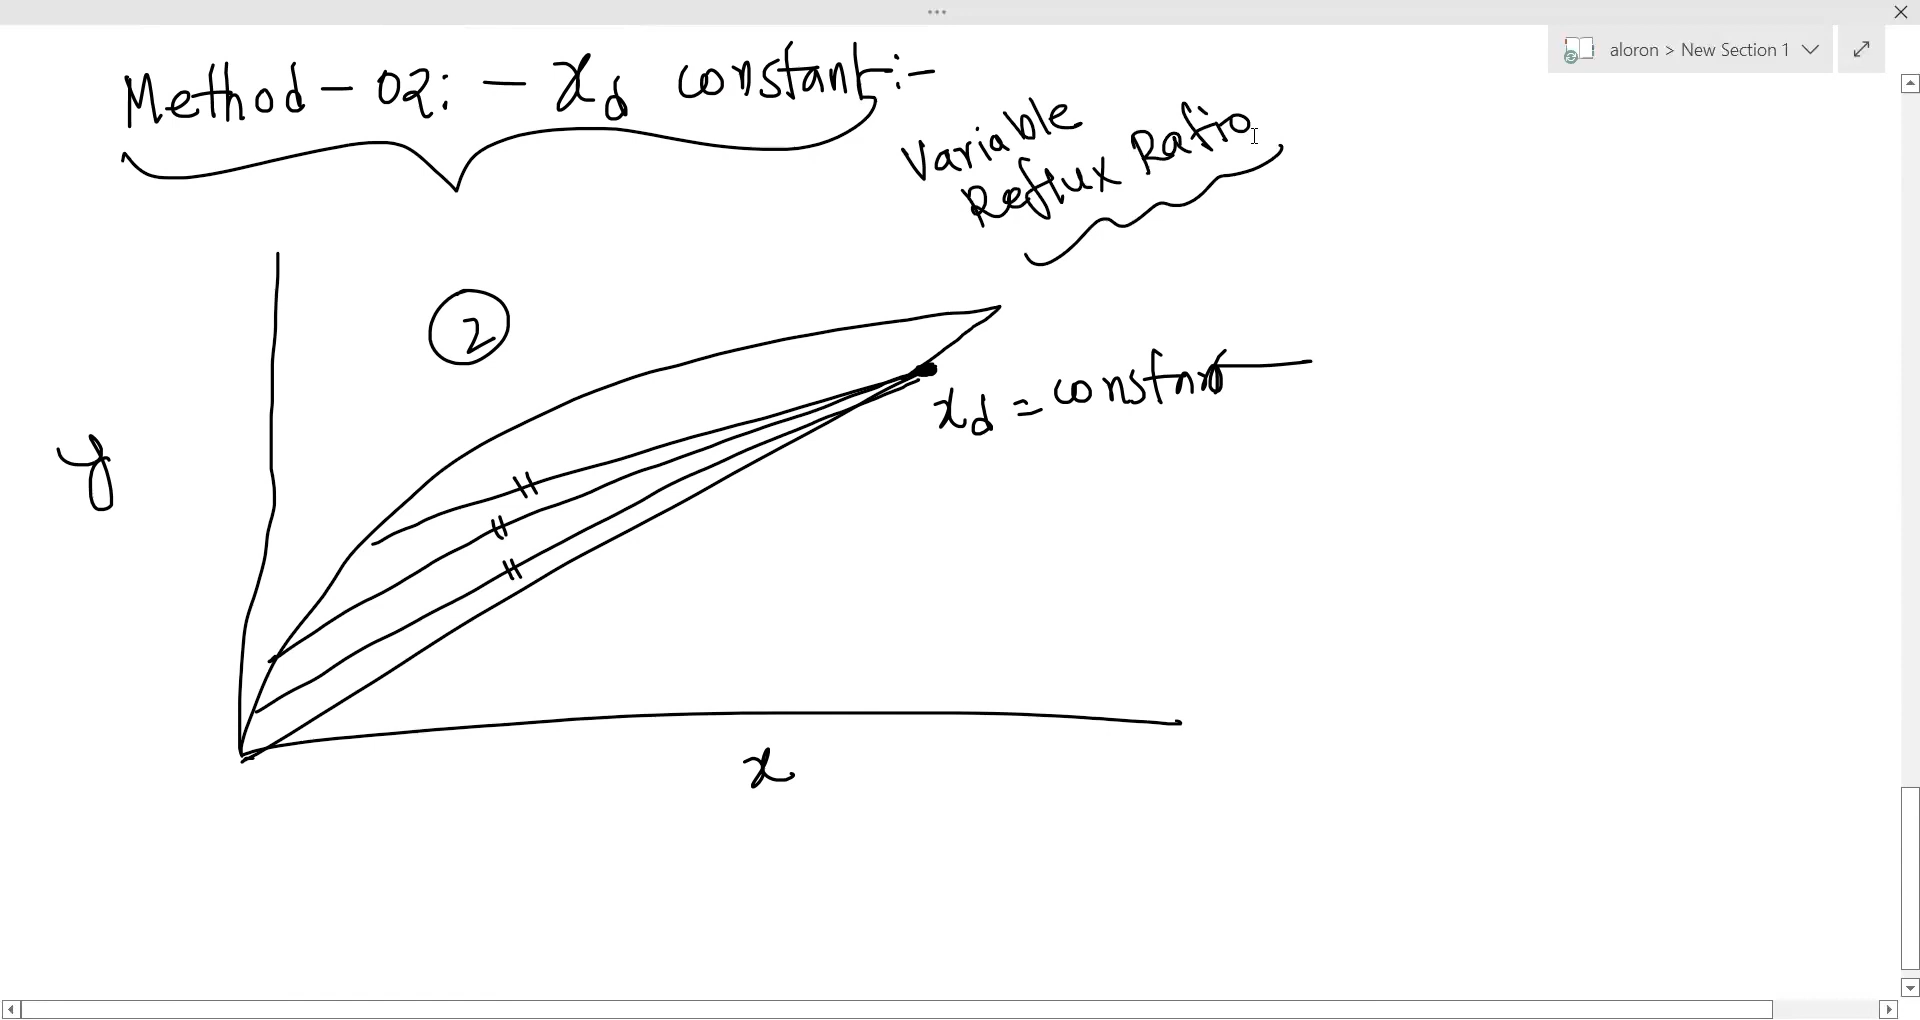 aloron > New Section 1
Method - 02: - xd constant:-
Variable
Reflux Ratio
2
xd = constant
y
x